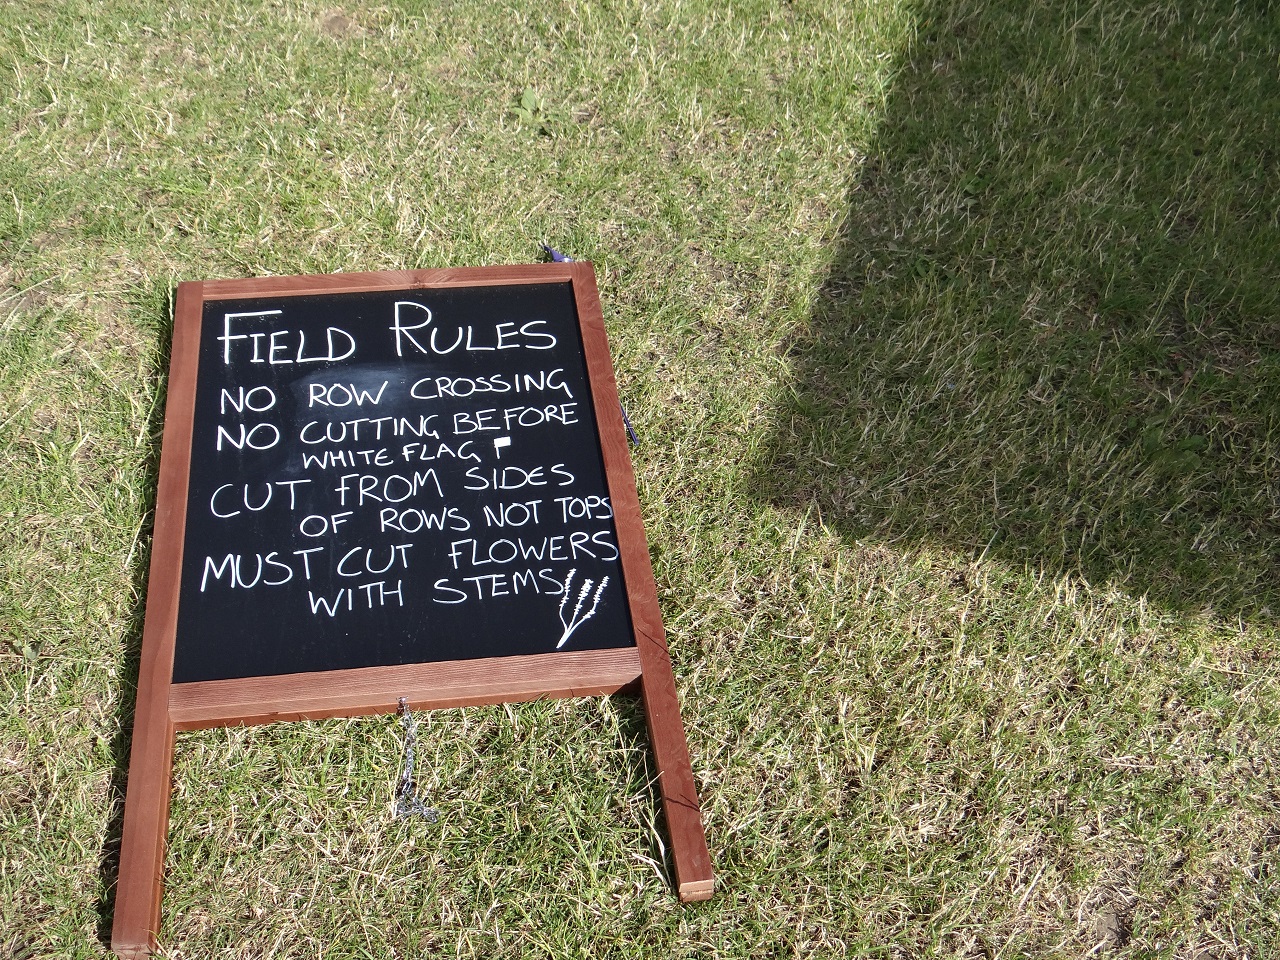 FIELD RULES
NO ROW CROSSING
NO CUTTING BEFORE
WHITE FLAG
CUT FROM SIDES
OF ROWS NOT TOPS
MUST CUT FLOWERS
WITH STEMS